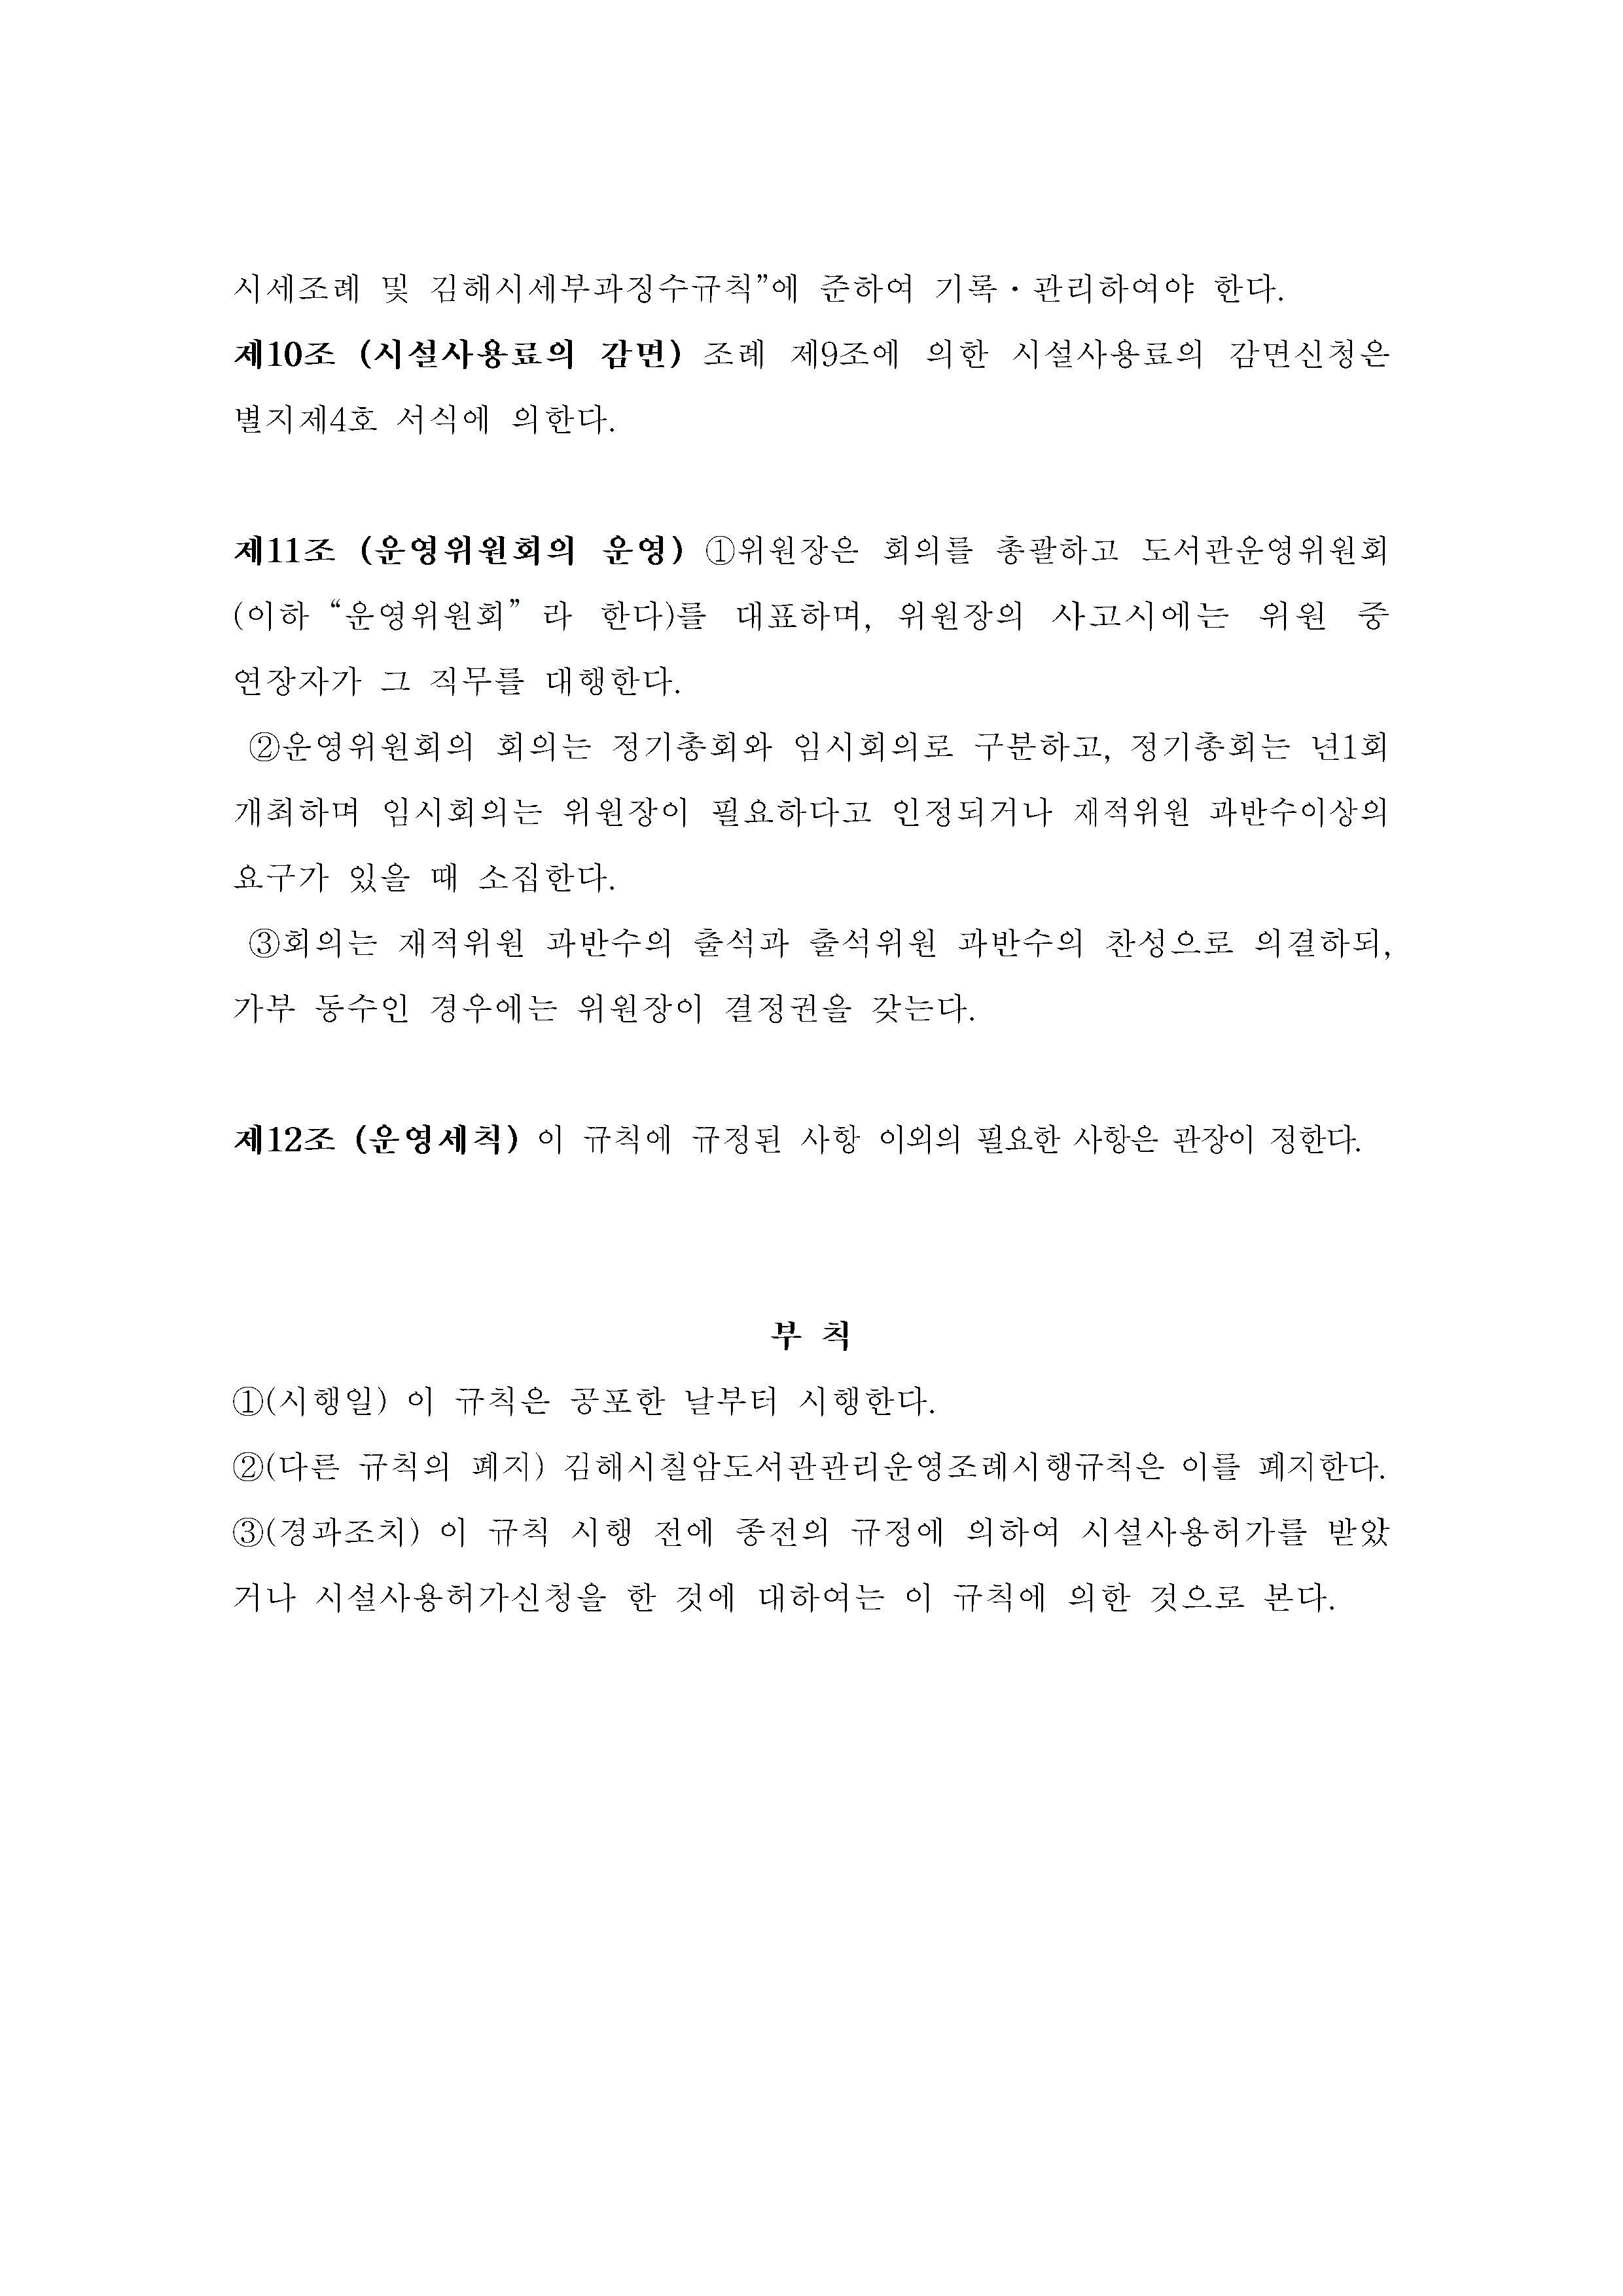 시세조례 및 김해시세부과징수규칙”에 준하여 기록・관리하여야 한다.
제10조 (시설사용료의 감면) 조례 제9조에 의한 시설사용료의 감면신청은
별지제4호 서식에 의한다.
제11조 (운영위원회의 운영) ①위원장은 회의를 총괄하고 도서관운영위원회
(이하 “운영위원회” 라 한다)를 대표하며, 위원장의 사고시에는 위원 중
연장자가 그 직무를 대행한다.
②운영위원회의 회의는 정기총회와 임시회의로 구분하고, 정기총회는 년1회
개최하며 임시회의는 위원장이 필요하다고 인정되거나 재적위원 과반수이상의
요구가 있을 때 소집한다.
③회의는 재적위원 과반수의 출석과 출석위원 과반수의 찬성으로 의결하되,
가부 동수인 경우에는 위원장이 결정권을 갖는다.
제12조 (운영세칙) 이 규칙에 규정된 사항 이외의 필요한 사항은 관장이 정한다.
부 칙
①(시행일) 이 규칙은 공포한 날부터 시행한다.
②(다른 규칙의 폐지) 김해시칠암도서관관리운영조례시행규칙은 이를 폐지한다.
③(경과조치) 이 규칙 시행 전에 종전의 규정에 의하여 시설사용허가를 받았
거나 시설사용허가신청을 한 것에 대하여는 이 규칙에 의한 것으로 본다.